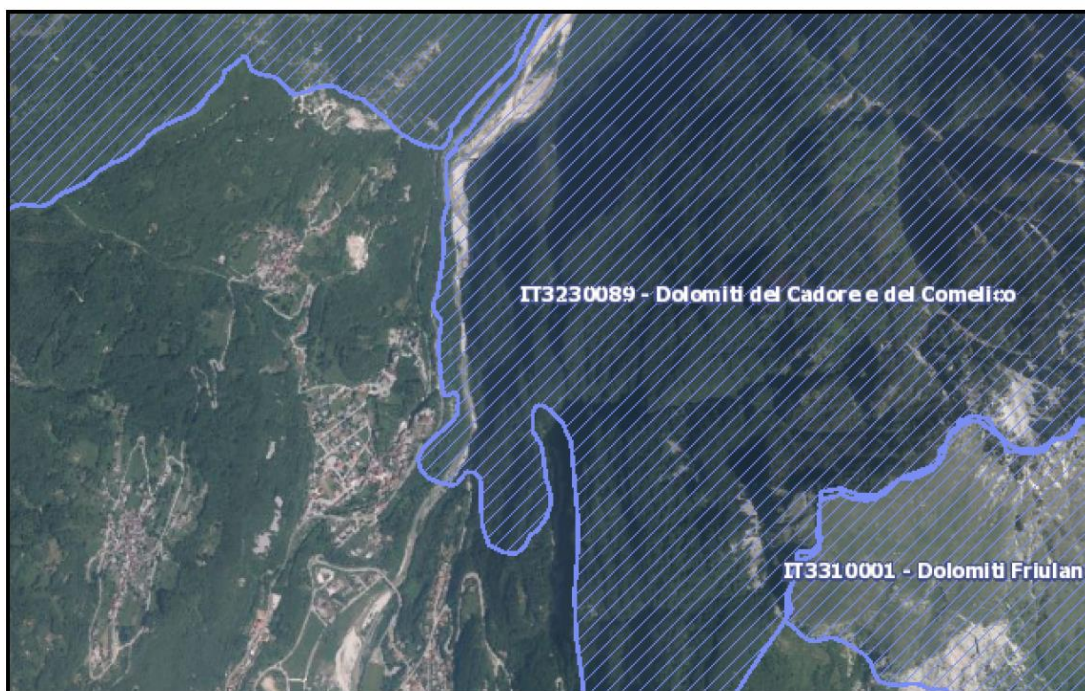 IT3230089 - Dolomiti del Cadore e del Comelico
IT3310001 - Dolomiti Friulan